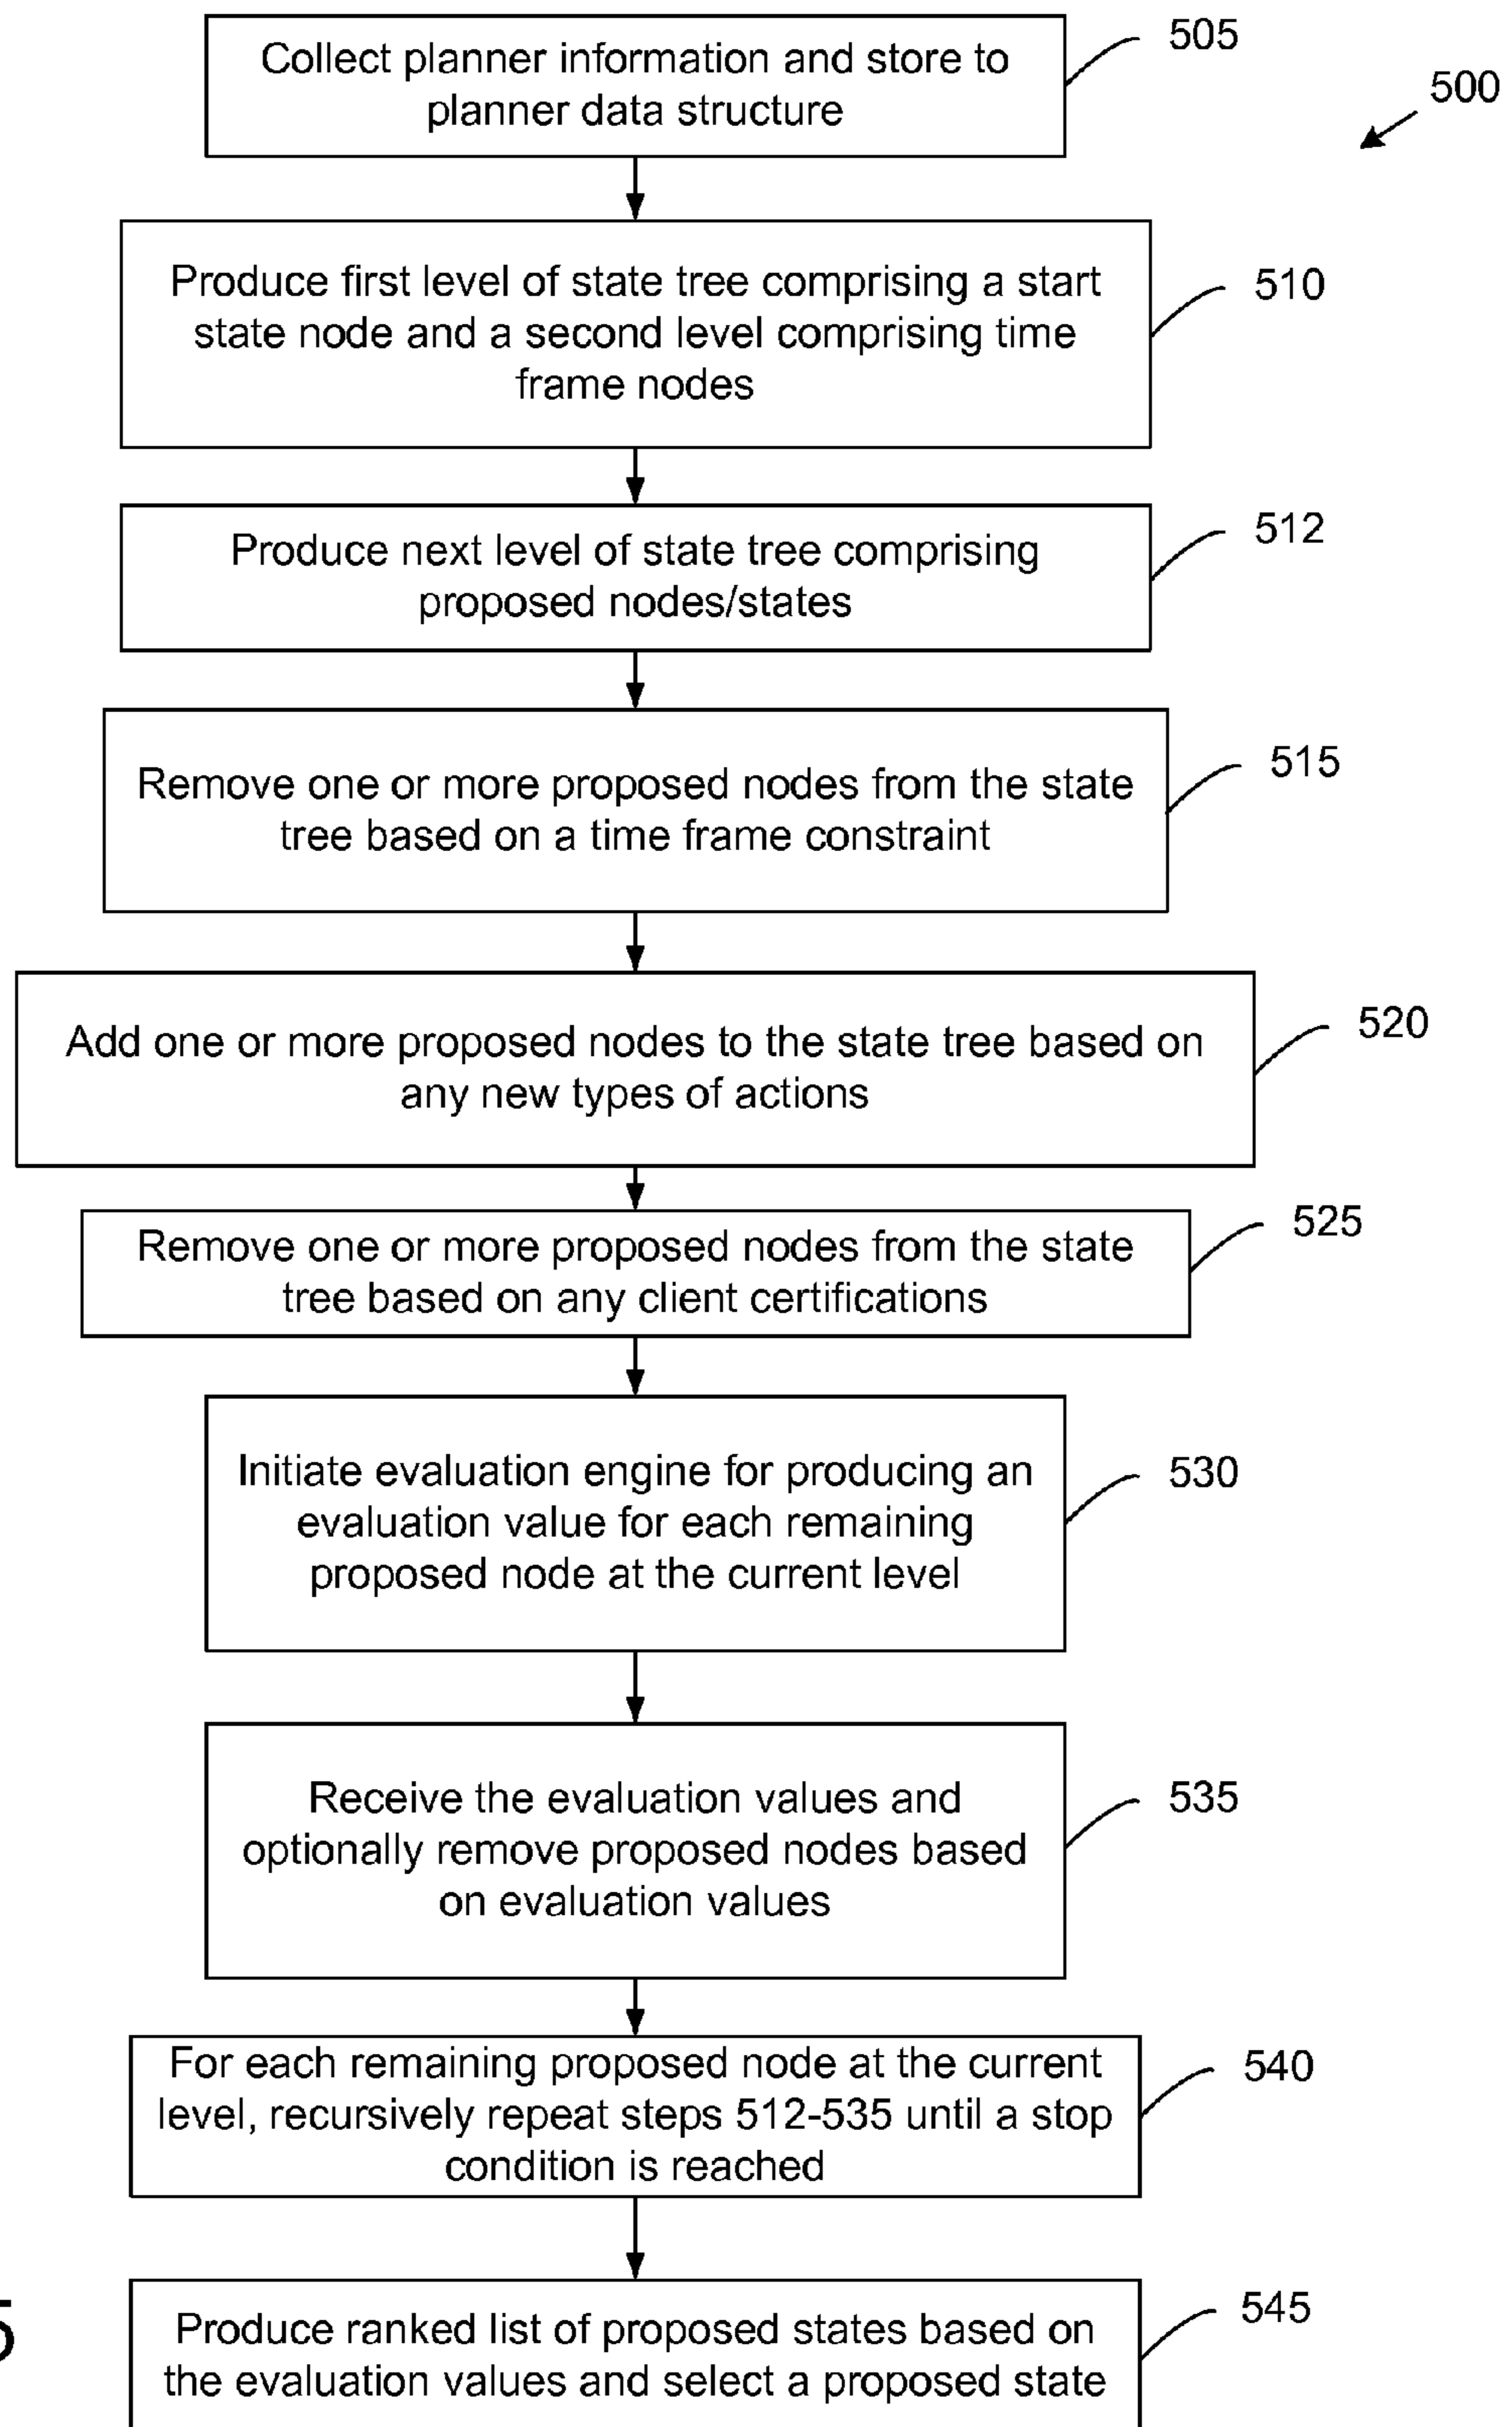 Collect planner information and store to
planner data structure
505
500
Produce first level of state tree comprising a start
state node and a second level comprising time
frame nodes
510
Produce next level of state tree comprising
proposed nodes/states
512
Remove one or more proposed nodes from the state
tree based on a time frame constraint
515
Add one or more proposed nodes to the state tree based on
any new types of actions
520
Remove one or more proposed nodes from the state
tree based on any client certifications
525
Initiate evaluation engine for producing an
evaluation value for each remaining
proposed node at the current level
530
Receive the evaluation values and
optionally remove proposed nodes based
on evaluation values
535
For each remaining proposed node at the current
level, recursively repeat steps 512-535 until a stop
condition is reached
540
Produce ranked list of proposed states based on
the evaluation values and select a proposed state
545